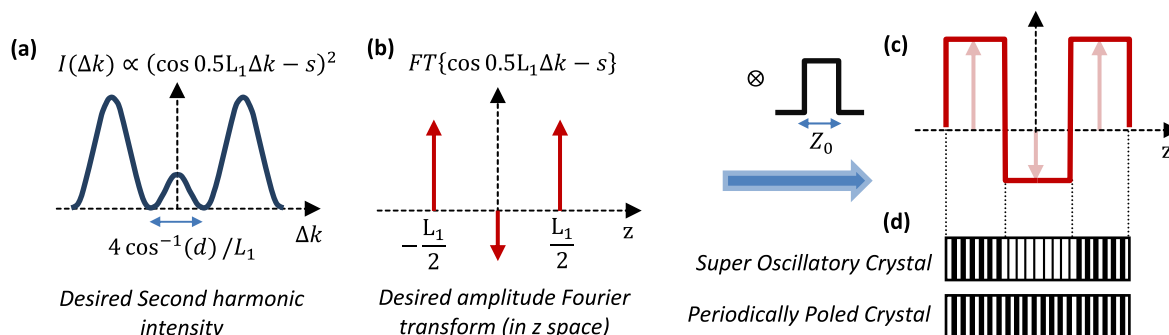 (a)
I(Δk) ∝ (cos 0.5L₁Δk − s)²
4 cos⁻¹(d) /L₁
Δk
Desired Second harmonic
intensity
(b)
FT{cos 0.5L₁Δk − s}
−L₁/2
L₁/2
z
Desired amplitude Fourier
transform (in z space)
⊗
Z₀
(c)
z
(d)
Super Oscillatory Crystal
Periodically Poled Crystal